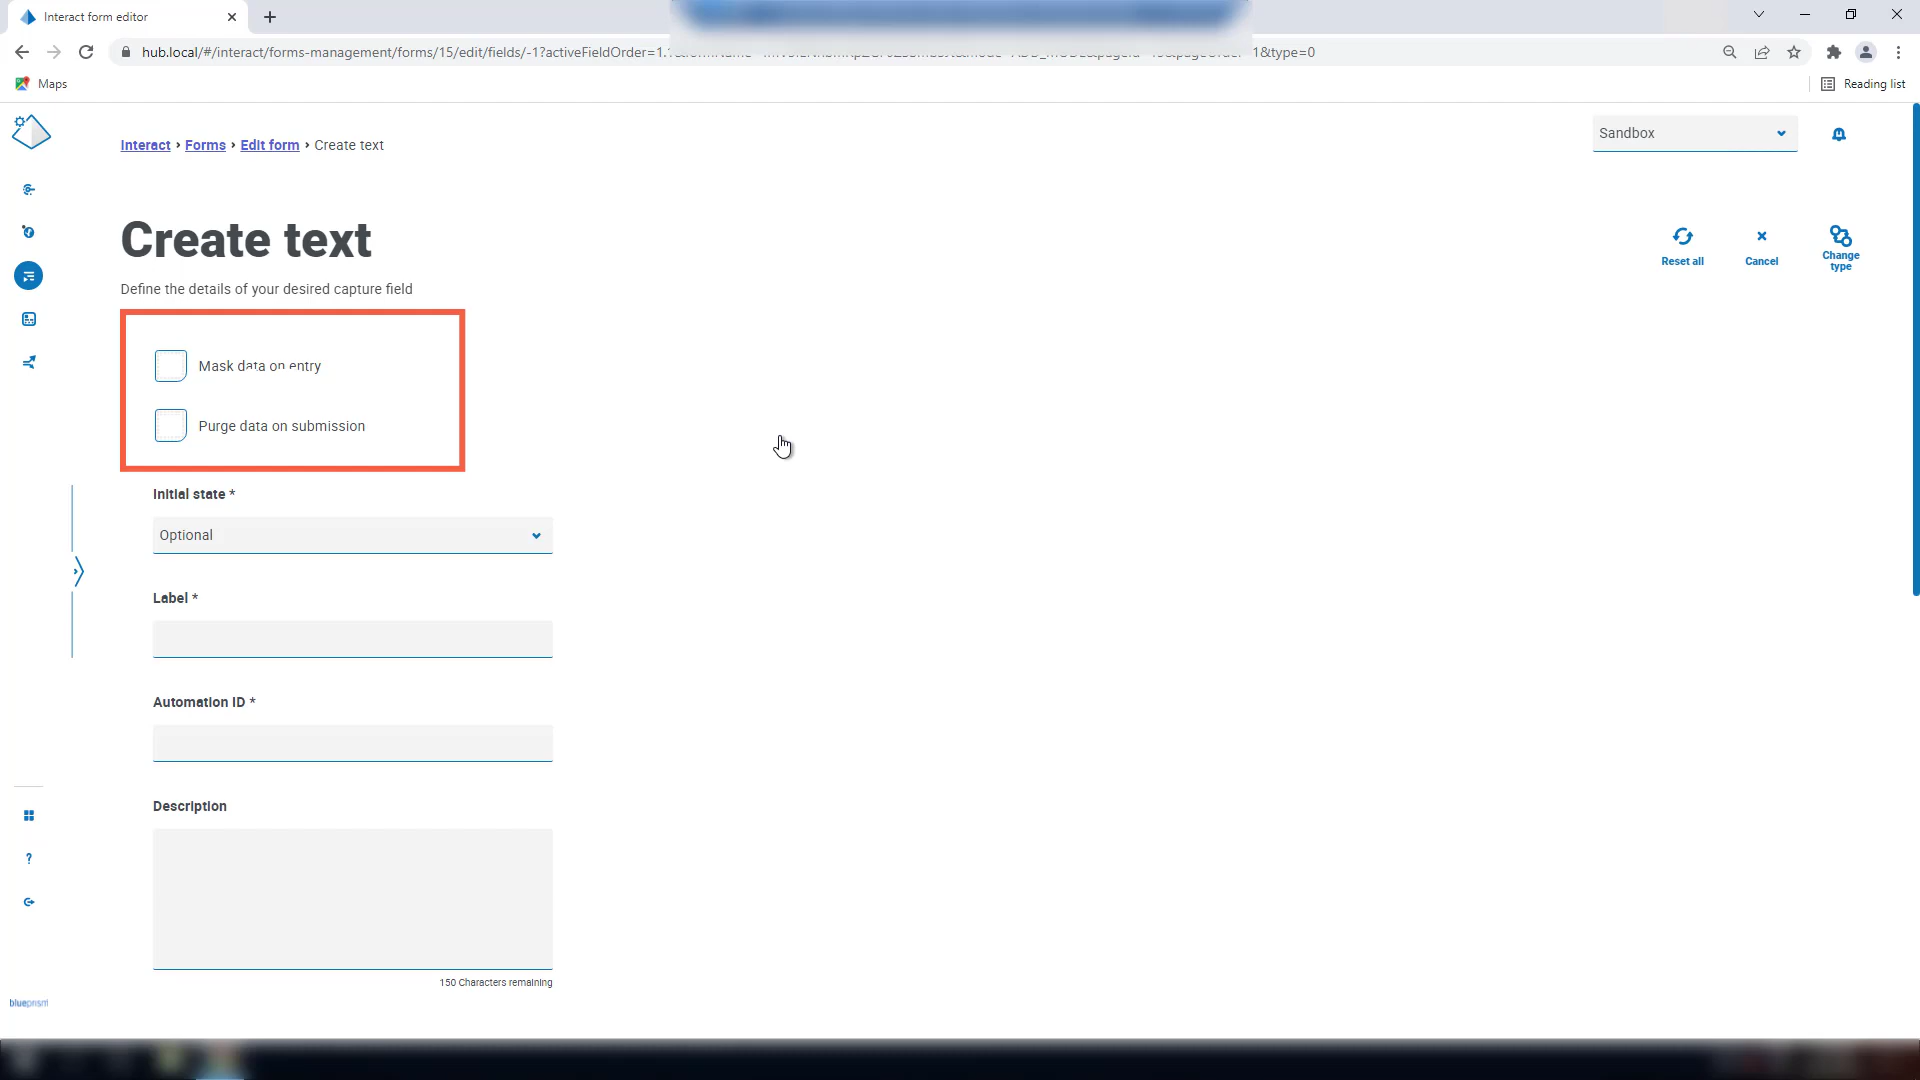 Interact form editor
hub.local/#/interact/forms-management/forms/15/edit/fields/-1?activeFieldOrder=1. 1&type=0
Maps
Reading list
Interact › Forms › Edit form › Create text
Sandbox
Create text
Reset all
Cancel
Change type
Define the details of your desired capture field
Mask data on entry
Purge data on submission
Initial state *
Optional
Label *
Automation ID *
Description
150 Characters remaining
blueprism